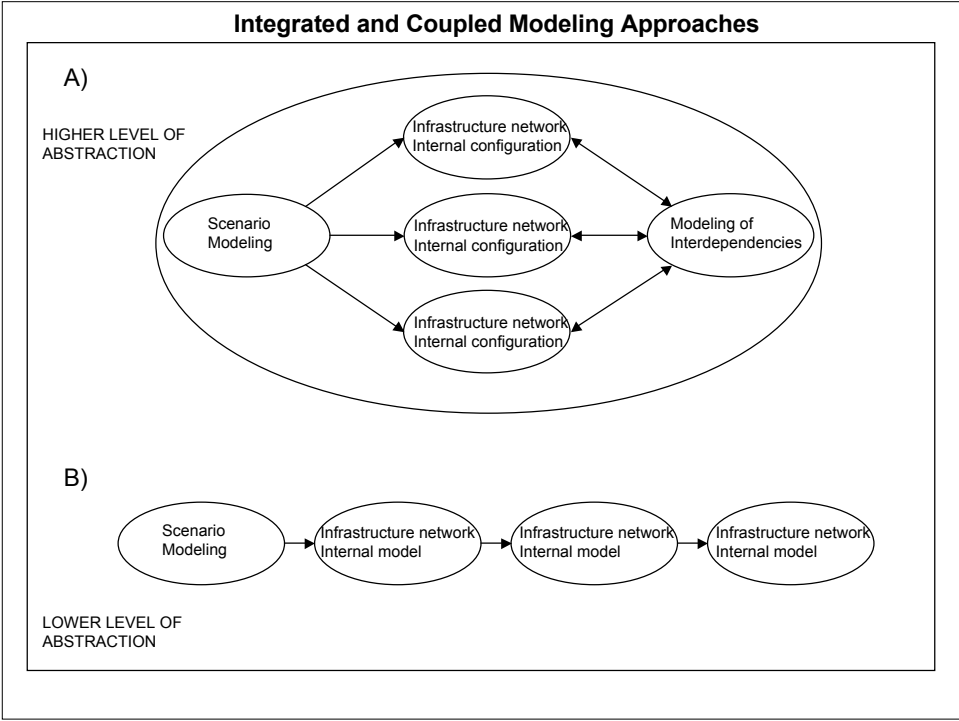 Integrated and Coupled Modeling Approaches
A)
HIGHER LEVEL OF
ABSTRACTION
Infrastructure network
Internal configuration
Scenario
Modeling
Infrastructure network
Internal configuration
Modeling of
Interdependencies
Infrastructure network
Internal configuration
B)
Scenario
Modeling
Infrastructure network
Internal model
Infrastructure network
Internal model
Infrastructure network
Internal model
LOWER LEVEL OF
ABSTRACTION